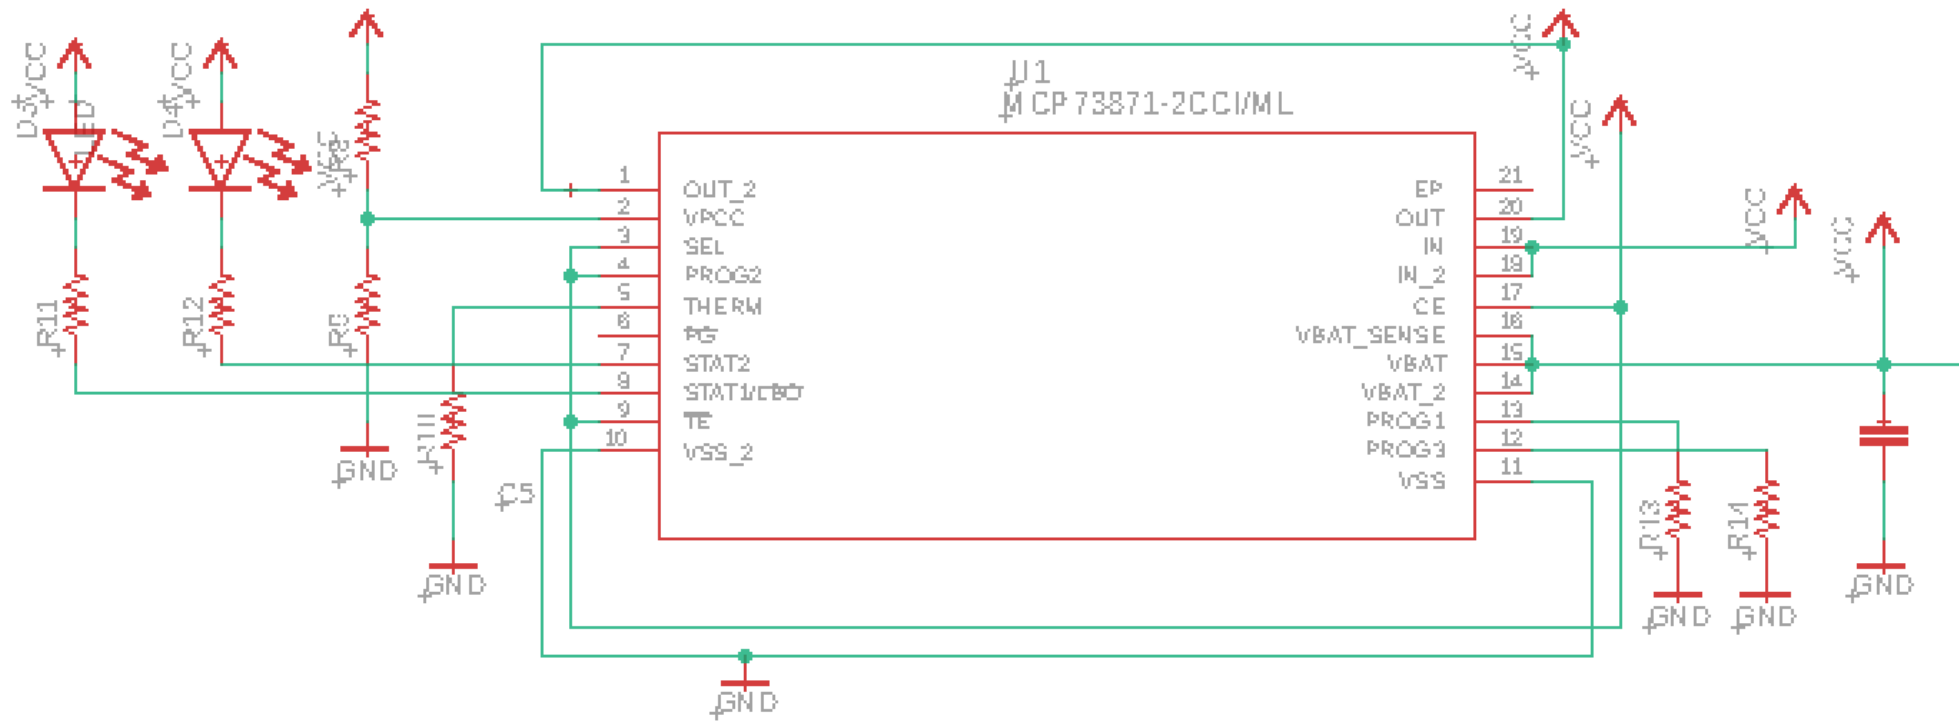 VCC
VCC
VCC
VCC
VCC
VCC
VCC
D3
LED
D4
R8
R11
R12
R9
R10
GND
GND
C5
U1
MCP73871-2CCI/ML
1 OUT_2
2 VPCC
3 SEL
4 PROG2
5 THERM
6 PG
7 STAT2
8 STAT1/LBO
9 TE
10 VSS_2
EP 21
OUT 20
IN 19
IN_2 18
CE 17
VBAT_SENSE 16
VBAT 15
VBAT_2 14
PROG1 13
PROG3 12
VSS 11
R13
R14
GND
GND
GND
GND